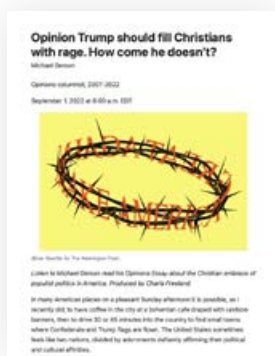 Opinion Trump should fill Christians
with rage. How come he doesn't?
Michael Gerson
Opinions columnist, 2007-2022
September 1, 2022 at 6:00 a.m. EDT
MAKE AMERICA
Listen to Michael Gerson read his Opinions Essay about the Christian embrace of
populist politics in America. Produced by Charla Freeland
In many American places on a pleasant Sunday afternoon it is possible, as I
recently did, to have coffee in the city at a bohemian cafe draped with rainbow
banners, then to drive 30 or 45 minutes into the country to find small towns
where Confederate and Trump flags are flown. The United States sometimes
feels like two nations, divided by adornments defiantly affirming their political
and cultural affinities.